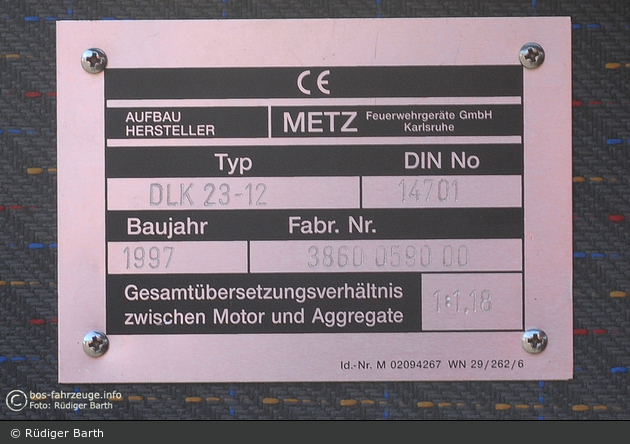 CE
AUFBAU
HERSTELLER
METZ Feuerwehrgeräte GmbH
Karlsruhe
Typ DIN No
DLK 23-12 14701
Baujahr Fabr. Nr.
1997 3860 0590 00
Gesamtübersetzungsverhältnis
zwischen Motor und Aggregate
1:1,18
Id.-Nr. M 02094267 WN 29/262/6
© bos-fahrzeuge.info
Foto: Rüdiger Barth
© Rüdiger Barth